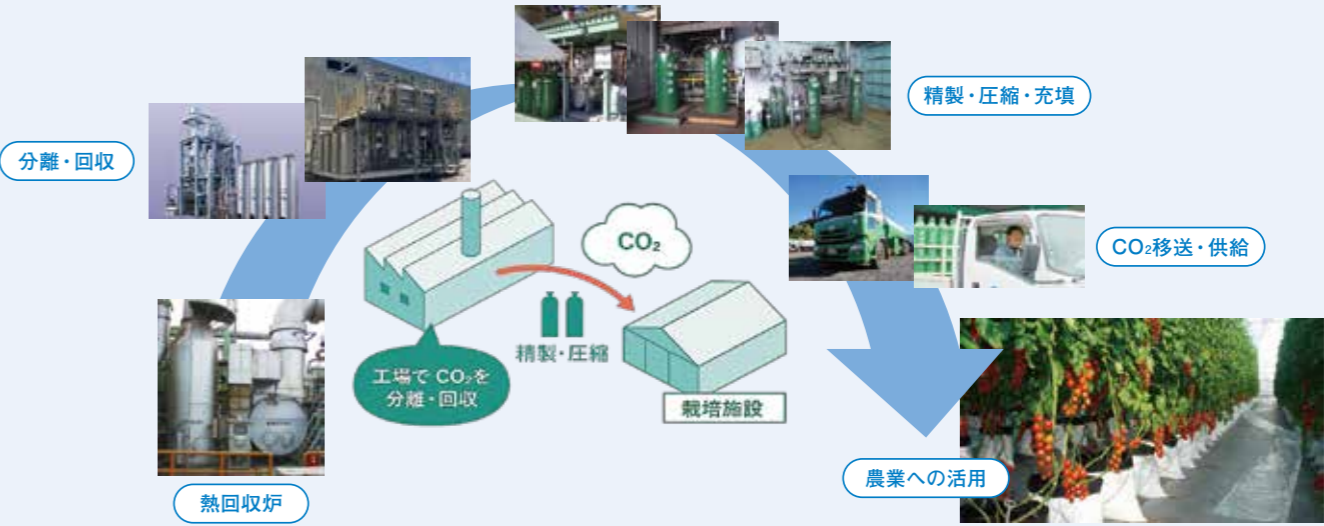 精製・圧縮・充填
分離・回収
CO₂移送・供給
CO₂
精製・圧縮
工場で CO₂を
分離・回収
栽培施設
農業への活用
熱回収炉